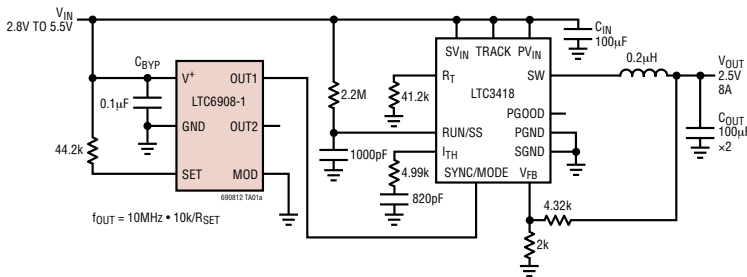 VIN
2.8V TO 5.5V
CIN
100µF
SVIN TRACK PVIN
0.2µH
VOUT
2.5V
8A
CBYP
V+ OUT1
RT
SW
0.1µF
LTC6908-1
2.2M
41.2k
LTC3418
PGOOD
COUT
100µF
×2
GND OUT2
RUN/SS
PGND
44.2k
1000pF
ITH
SGND
SET MOD
4.99k
SYNC/MODE VFB
690812 TA01a
820pF
4.32k
fOUT = 10MHz • 10k/RSET
2k